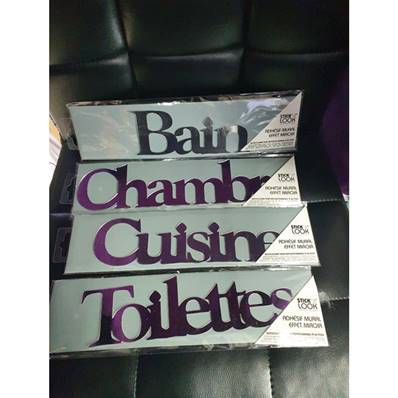 Bain
STICK LOOK
ADHÉSIF MURAL
EFFET MIROIR
Chambr
STICK LOOK
ADHÉSIF MURAL
EFFET MIROIR
Cuisine
STICK LOOK
ADHÉSIF MURAL
EFFET MIROIR
Toilettes
STICK LOOK
ADHÉSIF MURAL
EFFET MIROIR